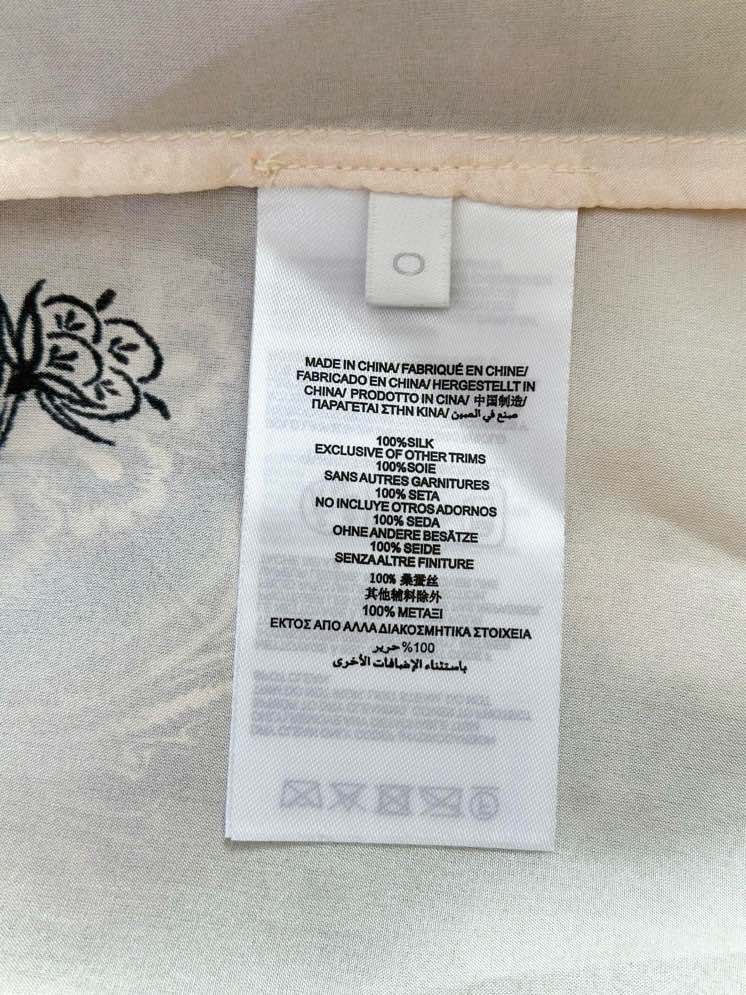 0
MADE IN CHINA/ FABRIQUÉ EN CHINE/
FABRICADO EN CHINA/ HERGESTELLT IN
CHINA/ PRODOTTO IN CINA/ 中国制造/
ΠΑΡΑΓΕΤΑΙ ΣΤΗΝ ΚΙΝΑ/ صنع في الصين
100%SILK
EXCLUSIVE OF OTHER TRIMS
100%SOIE
SANS AUTRES GARNITURES
100% SETA
NO INCLUYE OTROS ADORNOS
100% SEDA
OHNE ANDERE BESÄTZE
100% SEIDE
SENZA ALTRE FINITURE
100% 桑蚕丝
其他辅料除外
100% ΜΕΤΑΞΙ
ΕΚΤΟΣ ΑΠΟ ΑΛΛΑ ΔΙΑΚΟΣΜΗΤΙΚΑ ΣΤΟΙΧΕΙΑ
100% حرير
باستثناء الإضافات الأخرى